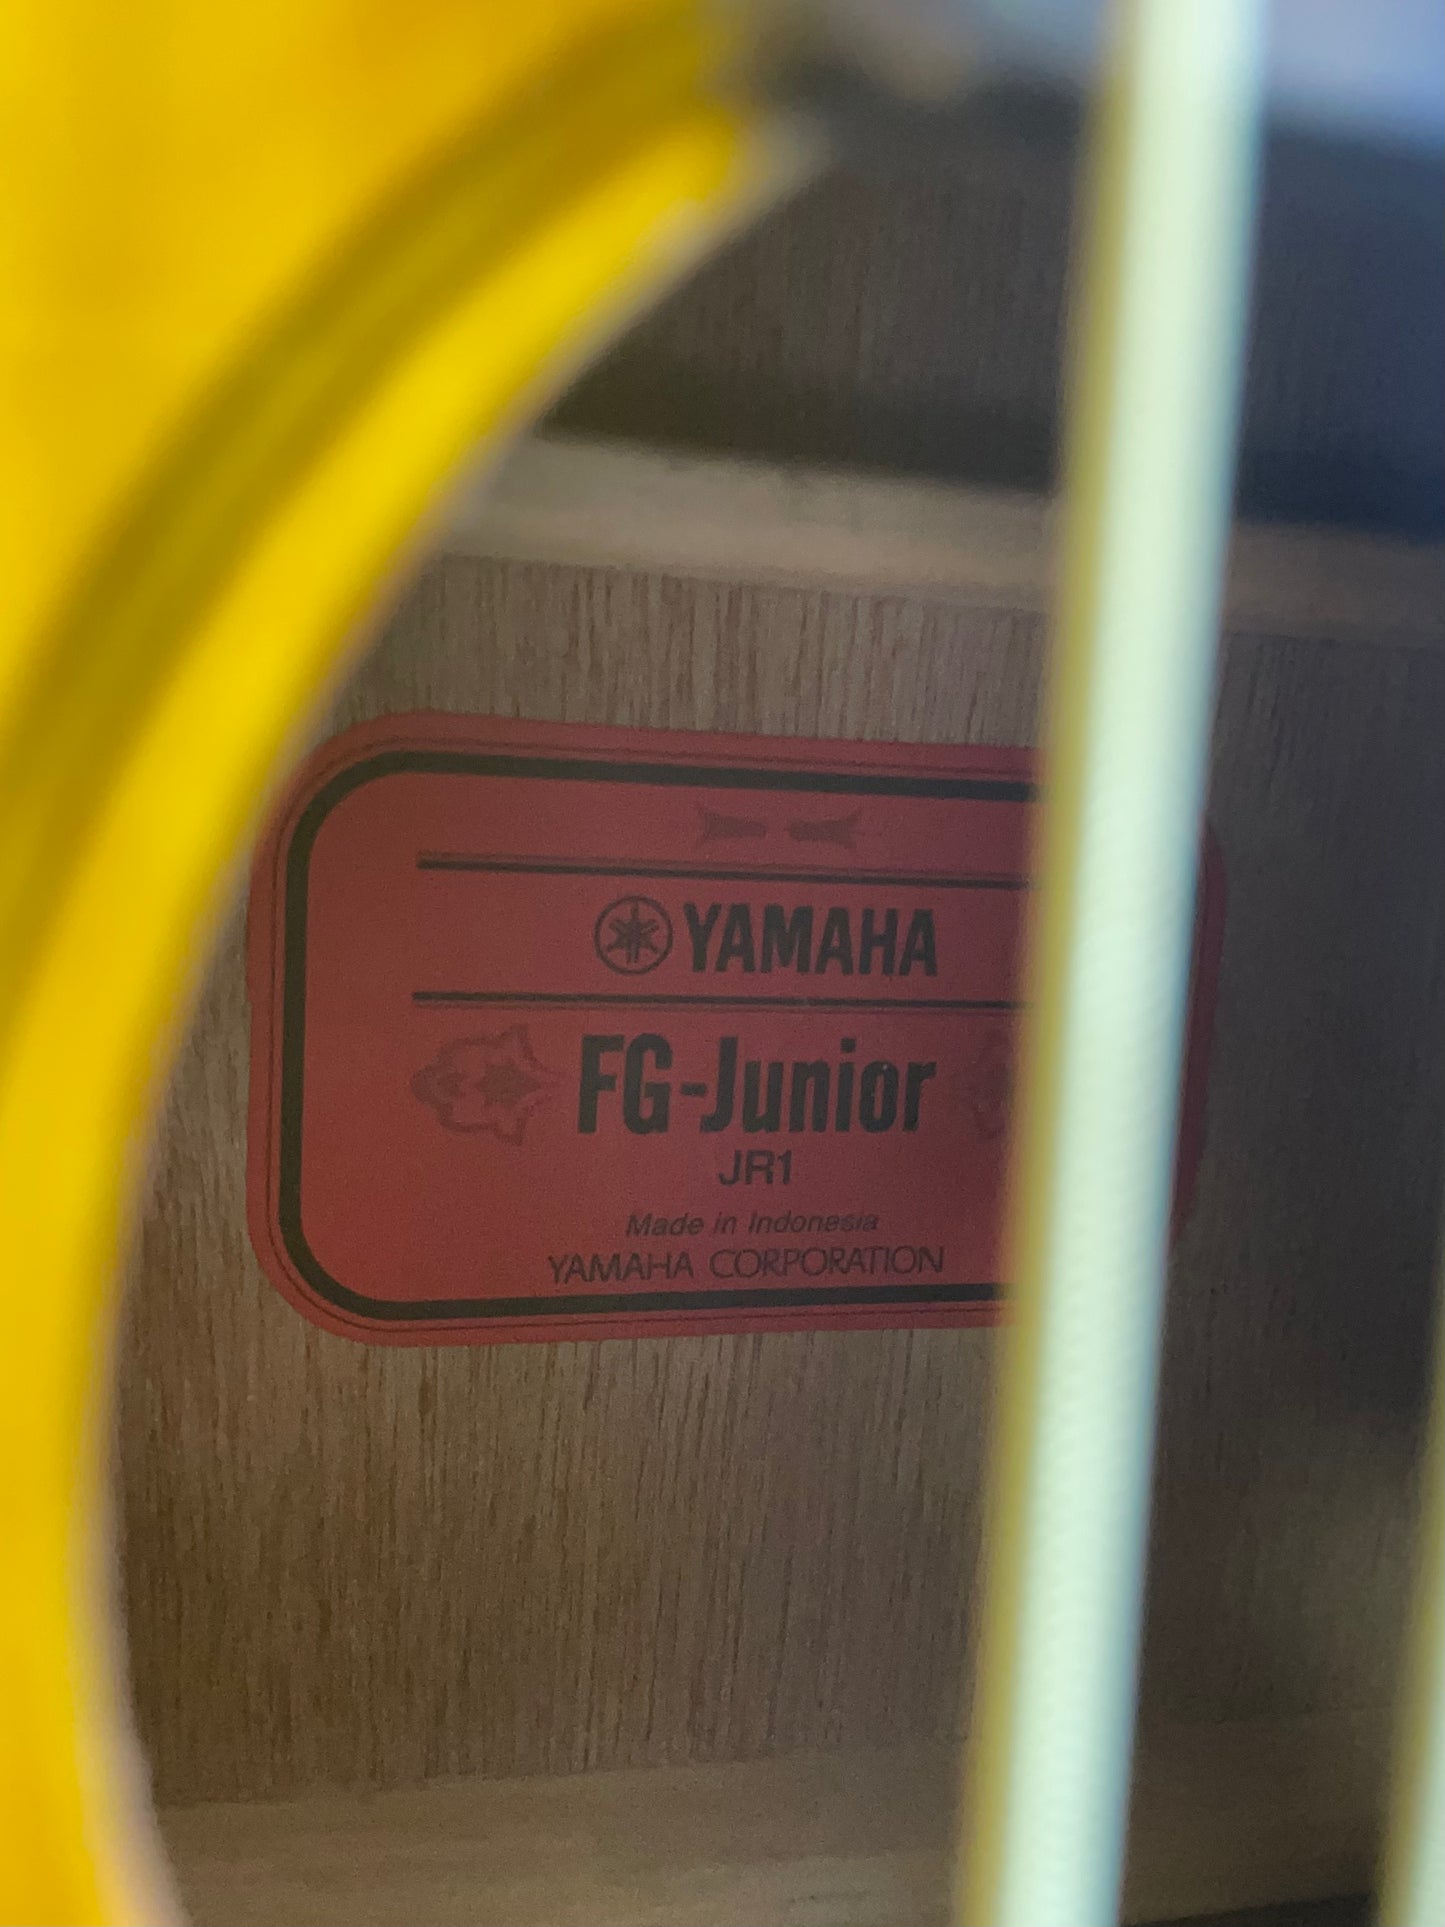 YAMAHA
FG-Junior
JR1
Made in Indonesia
YAMAHA CORPORATION